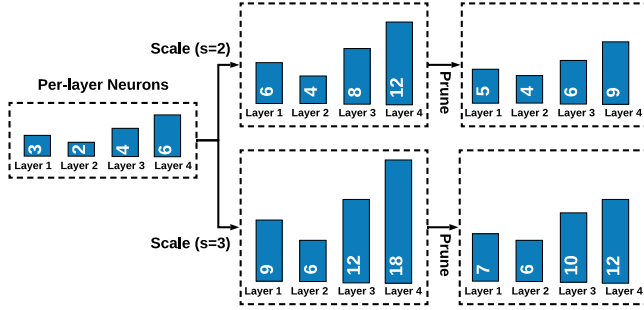 Per-layer Neurons
3 2 4 6
Layer 1 Layer 2 Layer 3 Layer 4
Scale (s=2)
6 4 8 12
Layer 1 Layer 2 Layer 3 Layer 4
Prune
5 4 6 9
Layer 1 Layer 2 Layer 3 Layer 4
Scale (s=3)
9 6 12 18
Layer 1 Layer 2 Layer 3 Layer 4
Prune
7 6 10 12
Layer 1 Layer 2 Layer 3 Layer 4